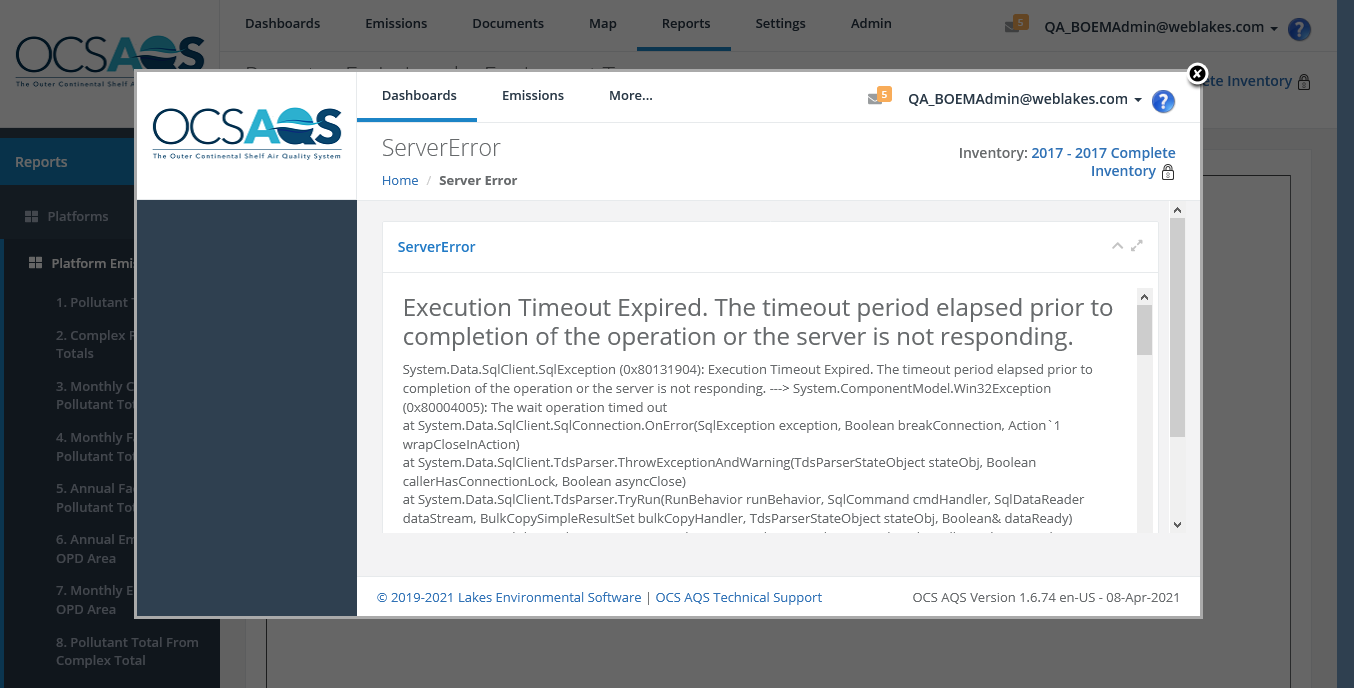 Dashboards Emissions Documents Map Reports Settings Admin 5 QA_BOEMAdmin@weblakes.com ?
OCSAQS
The Outer Continental Shelf A
Inventory
Reports
Platforms
Platform Emi
1. Pollutant
2. Complex
Totals
3. Monthly
Pollutant Tot
4. Monthly
Pollutant Tot
5. Annual Fa
Pollutant Tot
6. Annual Em
OPD Area
7. Monthly E
OPD Area
8. Pollutant Total From
Complex Total
OCSAQS
The Outer Continental Shelf Air Quality System
Dashboards Emissions More... 5 QA_BOEMAdmin@weblakes.com ?
ServerError
Home / Server Error
Inventory: 2017 - 2017 Complete
Inventory
ServerError
Execution Timeout Expired. The timeout period elapsed prior to
completion of the operation or the server is not responding.
System.Data.SqlClient.SqlException (0x80131904): Execution Timeout Expired. The timeout period elapsed prior to
completion of the operation or the server is not responding. ---> System.ComponentModel.Win32Exception
(0x80004005): The wait operation timed out
at System.Data.SqlClient.SqlConnection.OnError(SqlException exception, Boolean breakConnection, Action`1
wrapCloseInAction)
at System.Data.SqlClient.TdsParser.ThrowExceptionAndWarning(TdsParserStateObject stateObj, Boolean
callerHasConnectionLock, Boolean asyncClose)
at System.Data.SqlClient.TdsParser.TryRun(RunBehavior runBehavior, SqlCommand cmdHandler, SqlDataReader
dataStream, BulkCopySimpleResultSet bulkCopyHandler, TdsParserStateObject stateObj, Boolean& dataReady)
© 2019-2021 Lakes Environmental Software | OCS AQS Technical Support
OCS AQS Version 1.6.74 en-US - 08-Apr-2021